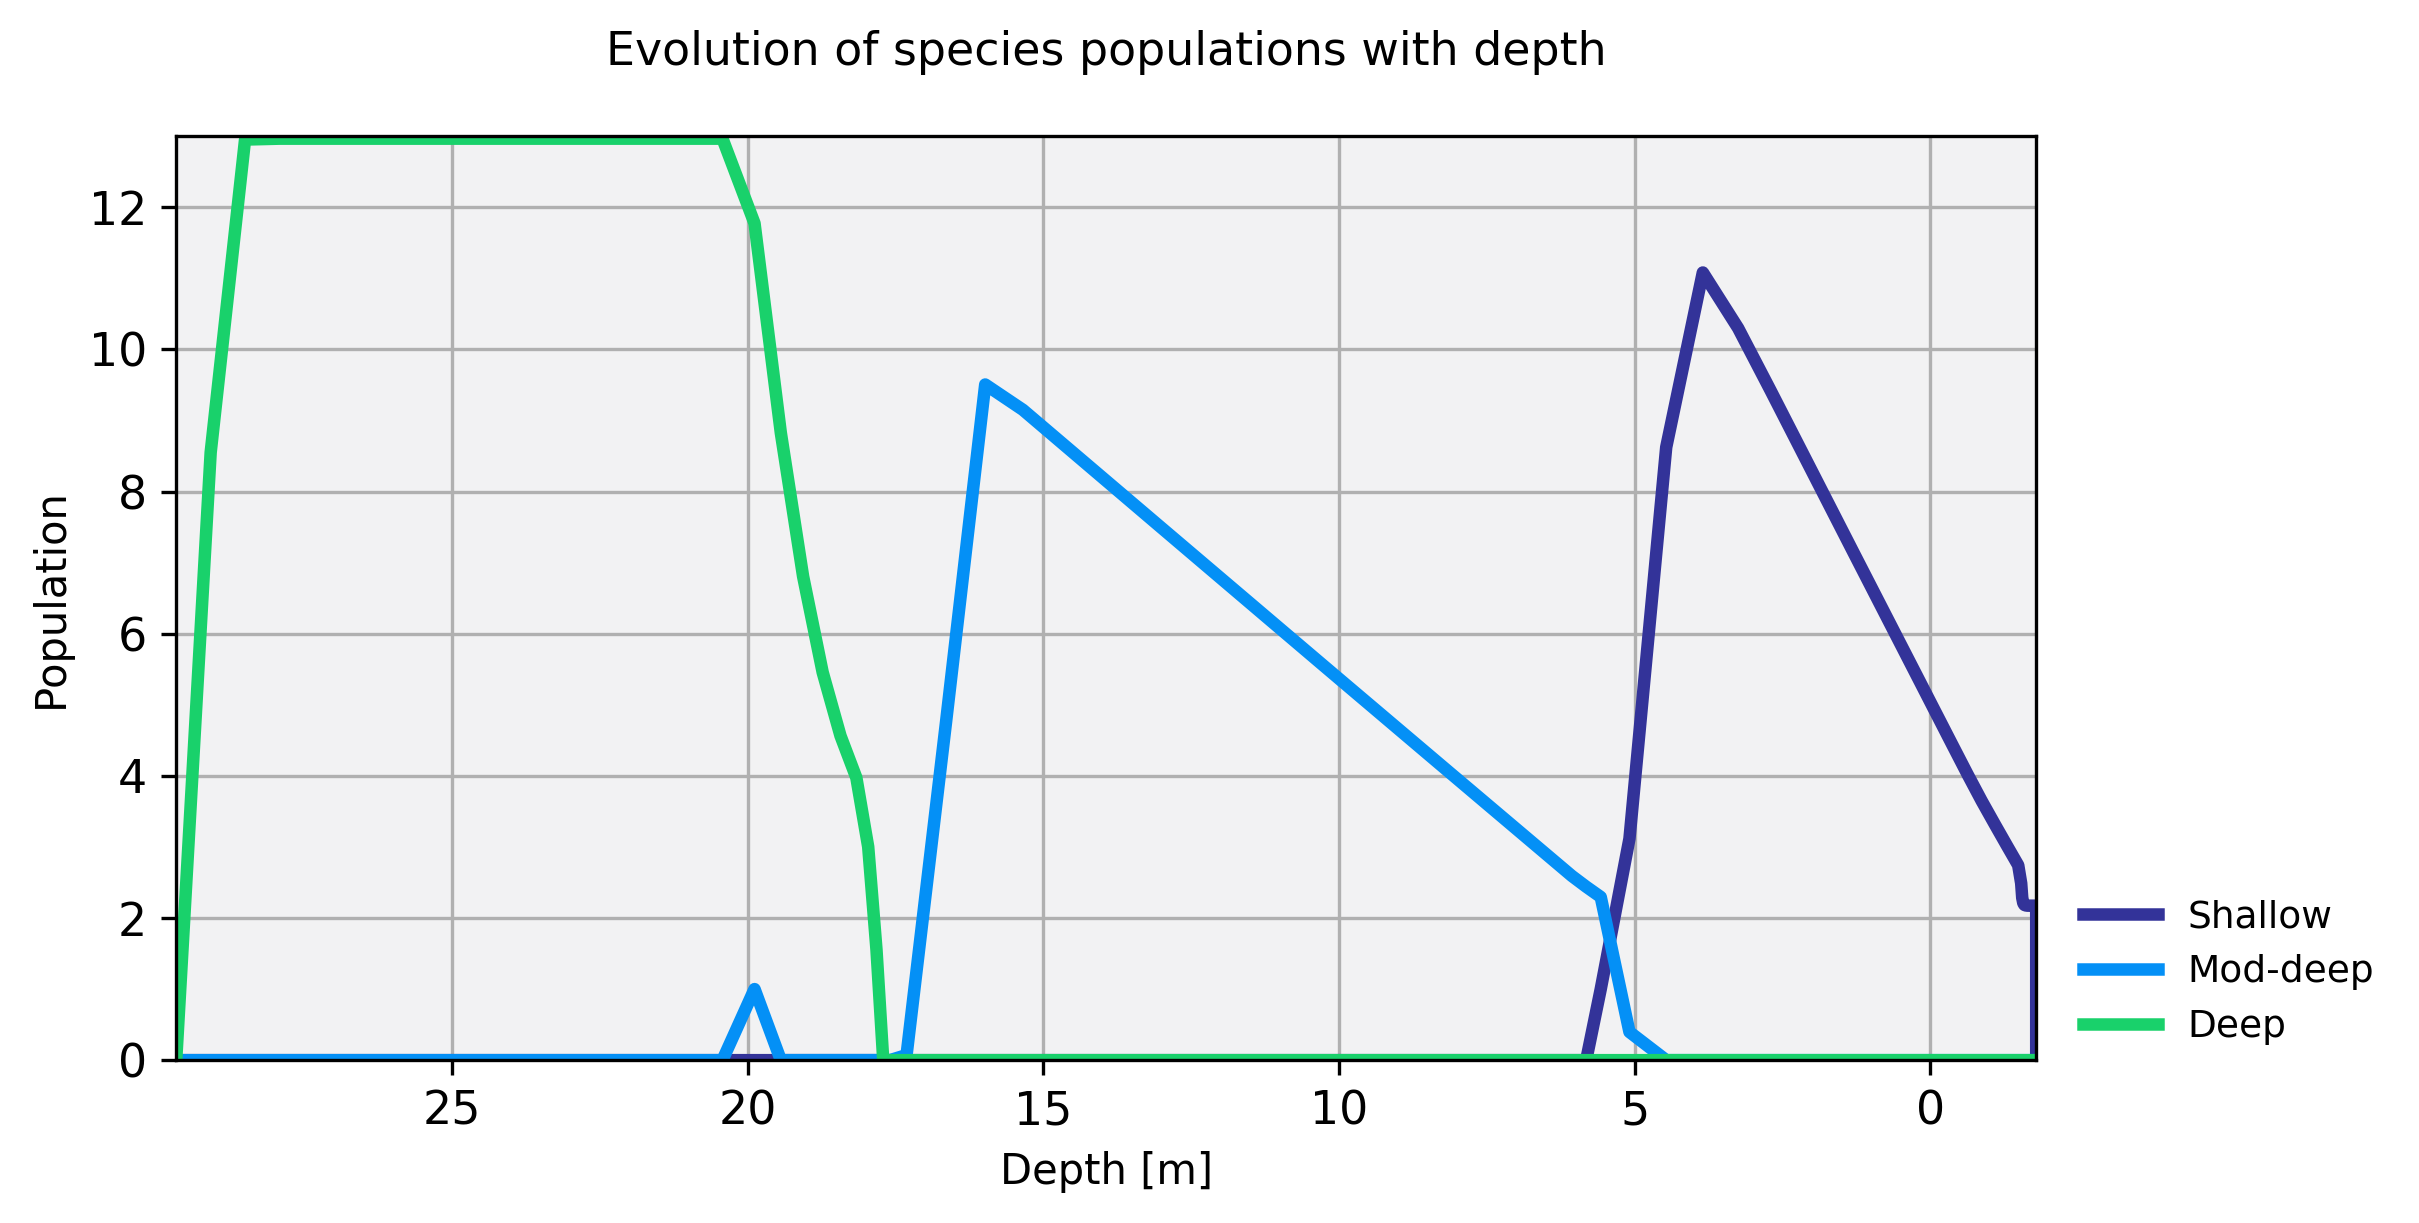 Evolution of species populations with depth
12
10
8
6
4
2
0
Population
25 20 15 10 5 0
Depth [m]
Shallow
Mod-deep
Deep